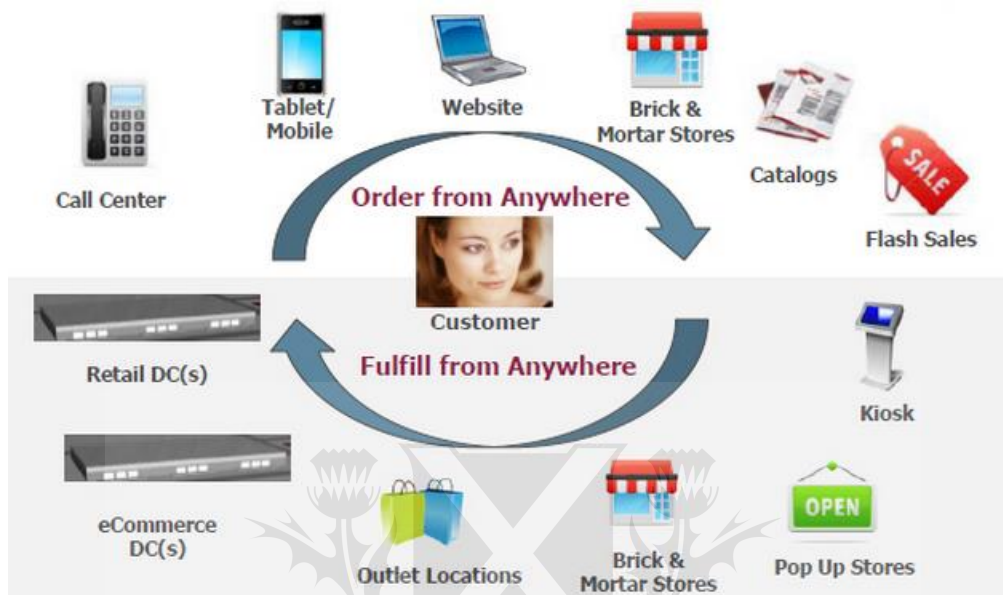 Tablet/
Mobile
Website
Brick &
Mortar Stores
Call Center
Catalogs
SALE
Flash Sales
Order from Anywhere
Customer
Fulfill from Anywhere
Retail DC(s)
Kiosk
eCommerce
DC(s)
Outlet Locations
Brick &
Mortar Stores
OPEN
Pop Up Stores